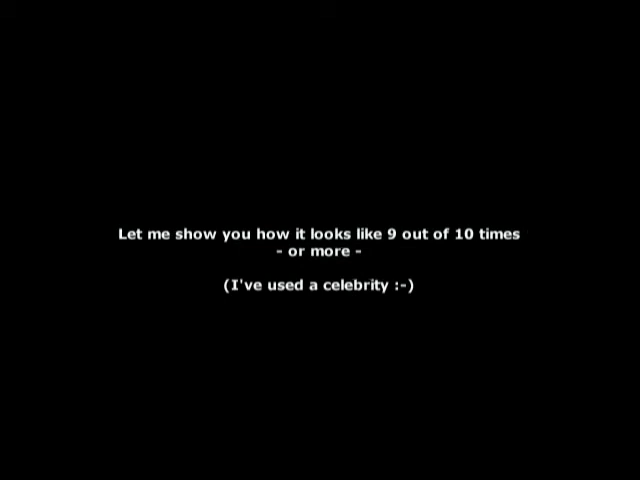 Let me show you how it looks like 9 out of 10 times
- or more -
(I've used a celebrity :-)